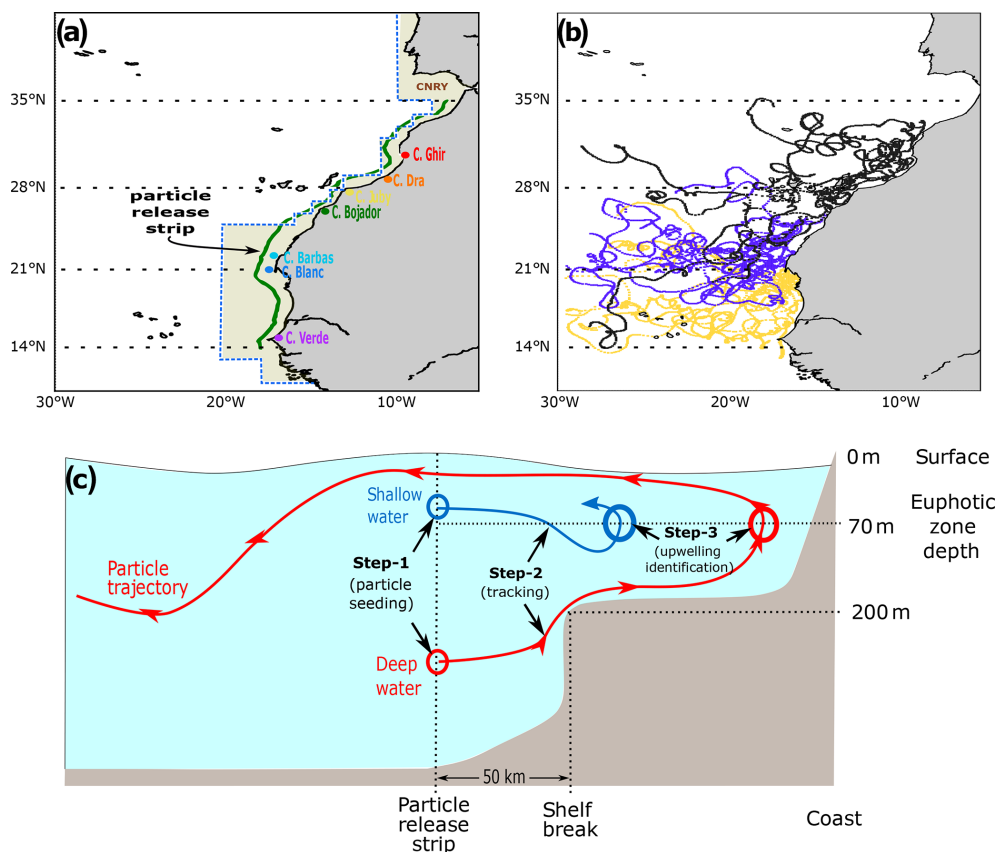 (a)
CNRY
35°N
C. Ghir
28°N
C. Dra
C. Juby
particle
release
strip
C. Bojador
C. Barbas
21°N
C. Blanc
14°N
C. Verde
30°W
20°W
10°W
(b)
35°N
28°N
21°N
14°N
30°W
20°W
10°W
(c)
0 m
Surface
Shallow
water
Euphotic
zone
depth
70 m
Step-1
(particle
seeding)
Step-2
(tracking)
Step-3
(upwelling
identification)
Particle
trajectory
200 m
Deep
water
50 km
Particle
release
strip
Shelf
break
Coast